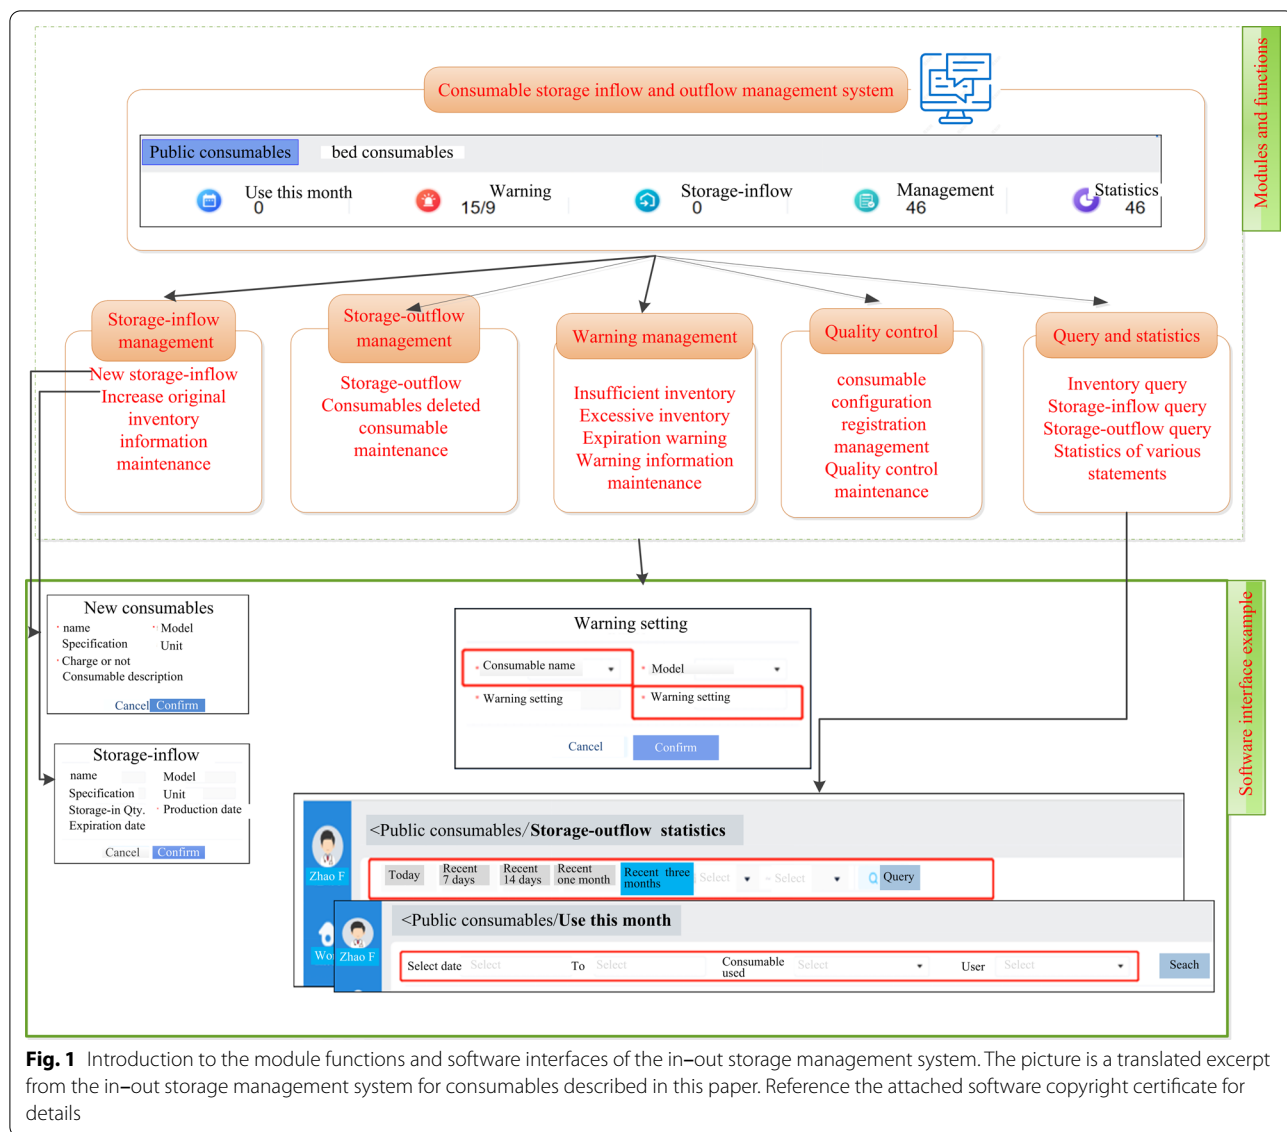 Consumable storage inflow and outflow management system
Modules and functions
Public consumables bed consumables
Use this month Warning Storage-inflow Management Statistics
0 15/9 0 46 46
Storage-inflow
management
New storage-inflow
Increase original
inventory
information
maintenance
Storage-outflow
management
Storage-outflow
Consumables deleted
consumable
maintenance
Warning management
Insufficient inventory
Excessive inventory
Expiration warning
Warning information
maintenance
Quality control
consumable
configuration
registration
management
Quality control
maintenance
Query and statistics
Inventory query
Storage-inflow query
Storage-outflow query
Statistics of various
statements
Software interface example
New consumables
* name * Model
Specification Unit
* Charge or not
Consumable description
Cancel Confirm
Storage-inflow
name Model
Specification Unit
Storage-in Qty. * Production date
Expiration date
Cancel Confirm
Warning setting
* Consumable name * Model
* Warning setting * Warning setting
Cancel Confirm
Zhao F
<Public consumables/Storage-outflow statistics
Today Recent 7 days Recent 14 days Recent one month Recent three months Select ~ Select Query
Zhao F
<Public consumables/Use this month
Select date Select To Select Consumable used Select User Select Seach
Fig. 1 Introduction to the module functions and software interfaces of the in–out storage management system. The picture is a translated excerpt
from the in–out storage management system for consumables described in this paper. Reference the attached software copyright certificate for
details